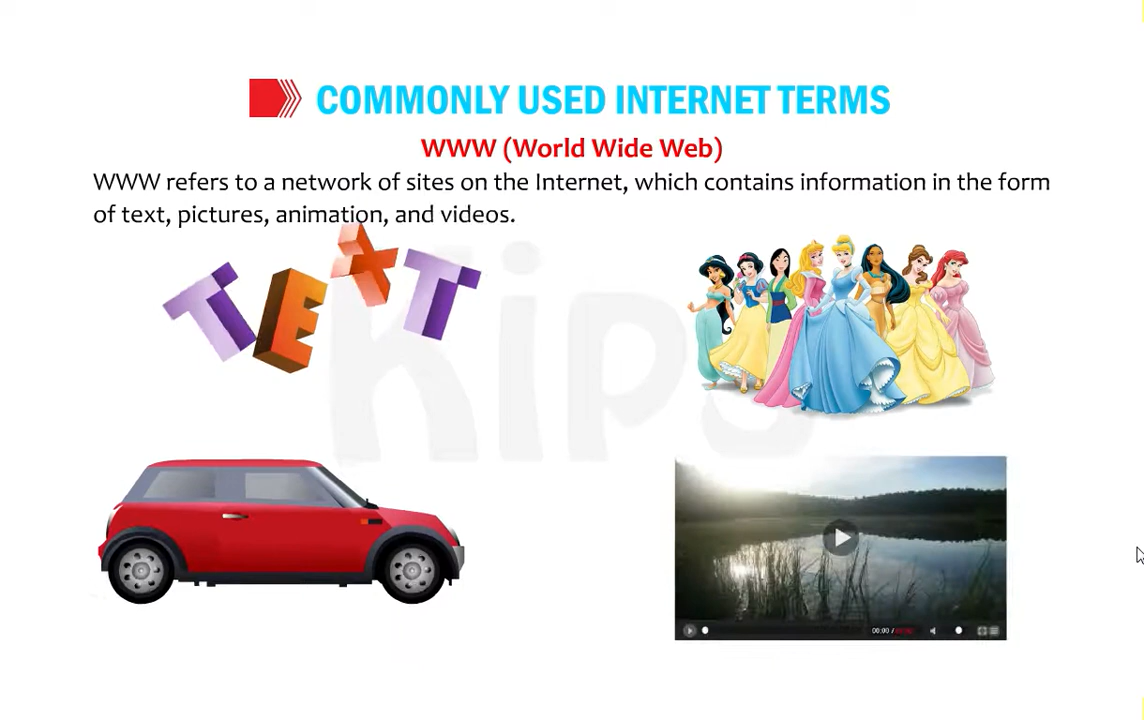 COMMONLY USED INTERNET TERMS
WWW (World Wide Web)
WWW refers to a network of sites on the Internet, which contains information in the form
of text, pictures, animation, and videos.
TEXT
Kips
00:00 /